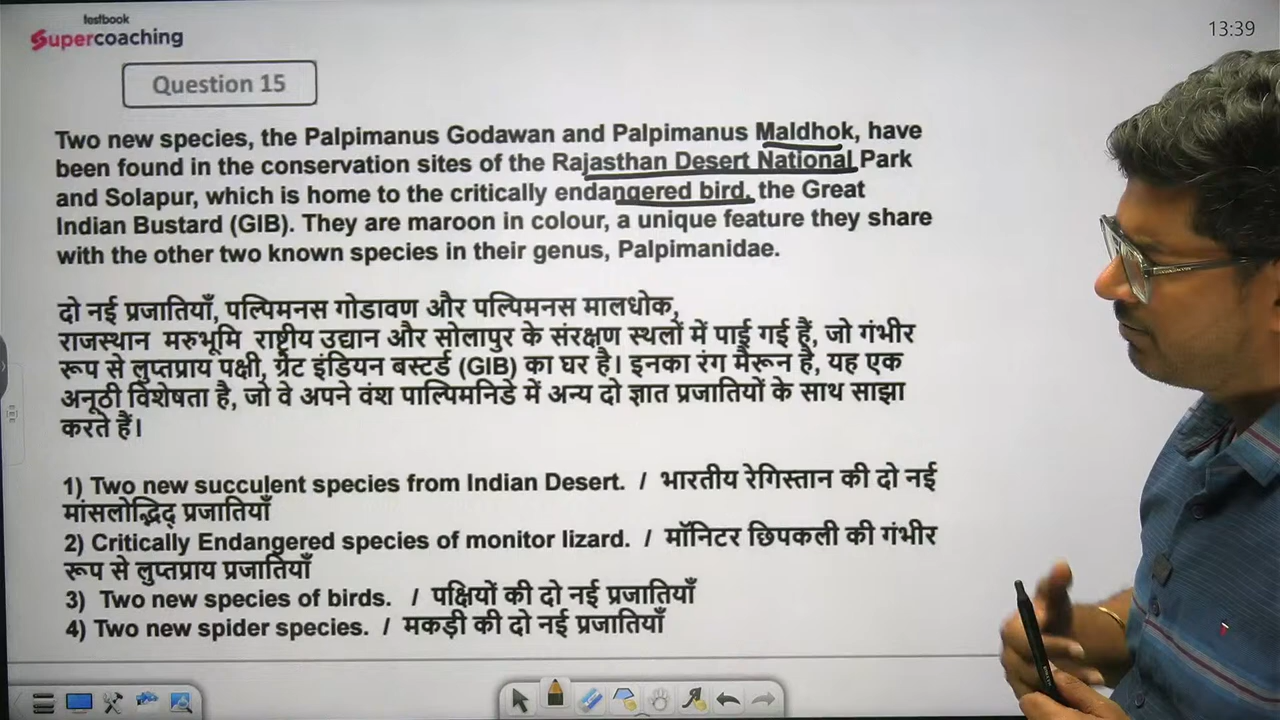 testbook
Supercoaching
13:39
Question 15
Two new species, the Palpimanus Godawan and Palpimanus Maldhok, have
been found in the conservation sites of the Rajasthan Desert National Park
and Solapur, which is home to the critically endangered bird, the Great
Indian Bustard (GIB). They are maroon in colour, a unique feature they share
with the other two known species in their genus, Palpimanidae.
दो नई प्रजातियाँ, पल्पिमनस गोडावण और पल्पिमनस मालधोक,
राजस्थान मरुभूमि राष्ट्रीय उद्यान और सोलापुर के संरक्षण स्थलों में पाई गई हैं, जो गंभीर
रूप से लुप्तप्राय पक्षी, ग्रेट इंडियन बस्टर्ड (GIB) का घर है। इनका रंग मैरून है, यह एक
अनूठी विशेषता है, जो वे अपने वंश पाल्पिमनिडे में अन्य दो ज्ञात प्रजातियों के साथ साझा
करते हैं।
1) Two new succulent species from Indian Desert. / भारतीय रेगिस्तान की दो नई
मांसलोद्भिद् प्रजातियाँ
2) Critically Endangered species of monitor lizard. / मॉनिटर छिपकली की गंभीर
रूप से लुप्तप्राय प्रजातियाँ
3) Two new species of birds. / पक्षियों की दो नई प्रजातियाँ
4) Two new spider species. / मकड़ी की दो नई प्रजातियाँ